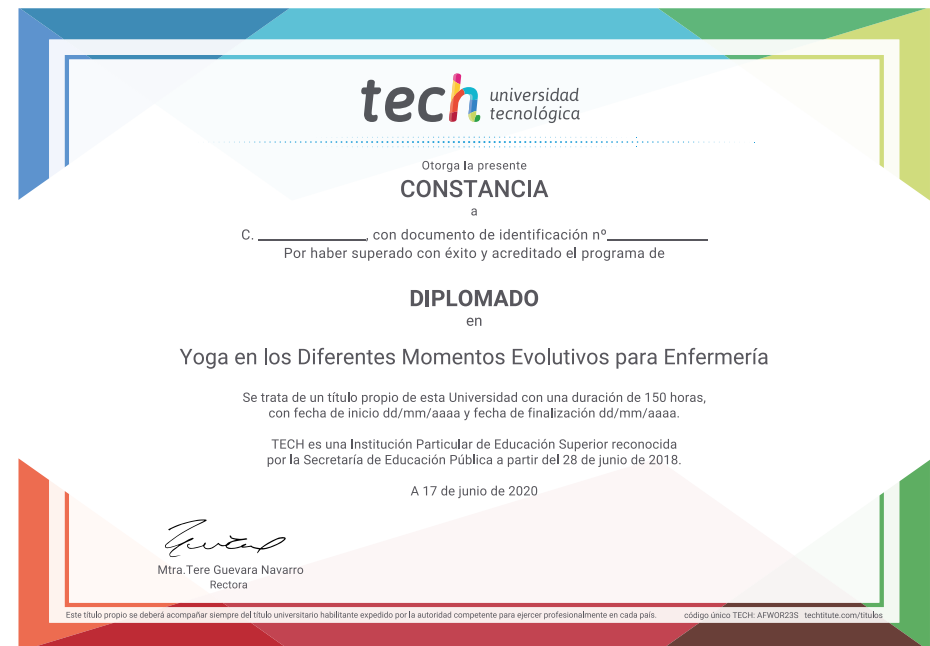 tech universidad
tecnológica
Otorga la presente
CONSTANCIA
a
C. ____________, con documento de identificación nº____________
Por haber superado con éxito y acreditado el programa de
DIPLOMADO
en
Yoga en los Diferentes Momentos Evolutivos para Enfermería
Se trata de un título propio de esta Universidad con una duración de 150 horas,
con fecha de inicio dd/mm/aaaa y fecha de finalización dd/mm/aaaa.
TECH es una Institución Particular de Educación Superior reconocida
por la Secretaría de Educación Pública a partir del 28 de junio de 2018.
A 17 de junio de 2020
Mtra.Tere Guevara Navarro
Rectora
Este título propio se deberá acompañar siempre del título universitario habilitante expedido por la autoridad competente para ejercer profesionalmente en cada país. código único TECH: AFWOR23S techtitute.com/titulos